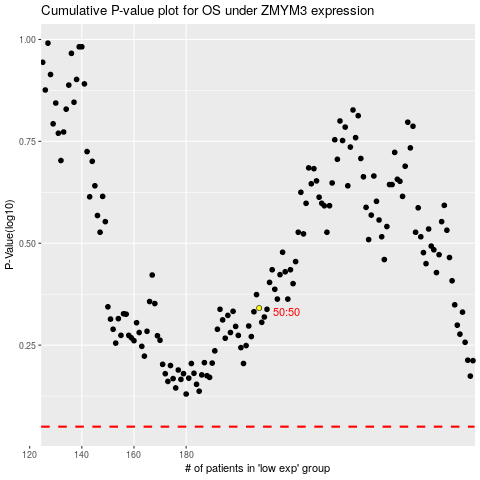 Cumulative P-value plot for OS under ZMYM3 expression
P-Value(log10)
1.00
0.75
0.50
0.25
50:50
120 140 160 180
# of patients in 'low exp' group